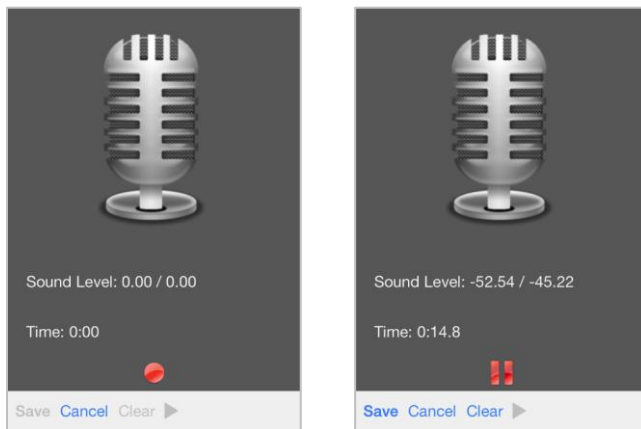 Sound Level: 0.00 / 0.00
Time: 0:00
Save Cancel Clear
Sound Level: -52.54 / -45.22
Time: 0:14.8
Save Cancel Clear